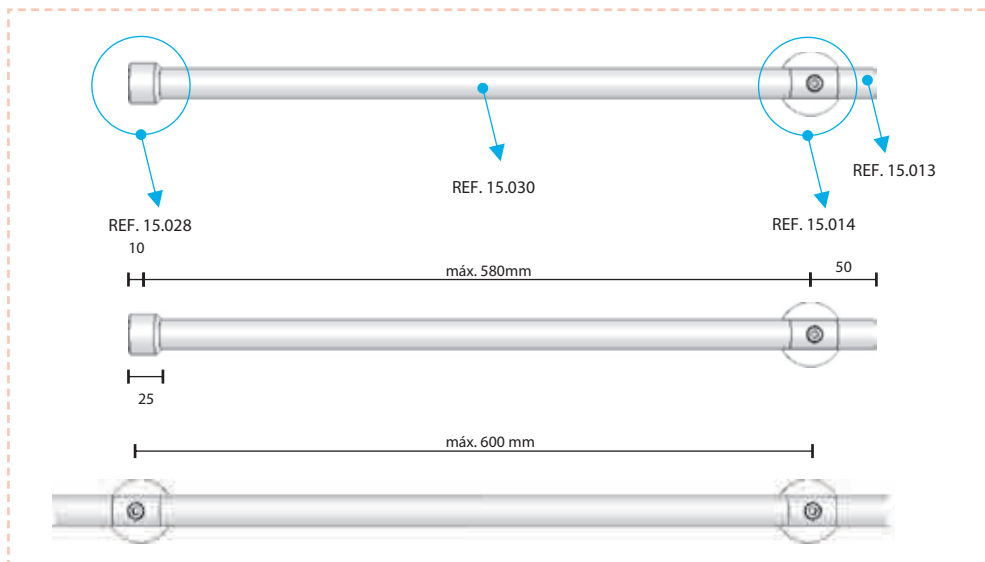 REF. 15.013
REF. 15.030
REF. 15.028
REF. 15.014
10
máx. 580mm
50
25
máx. 600 mm